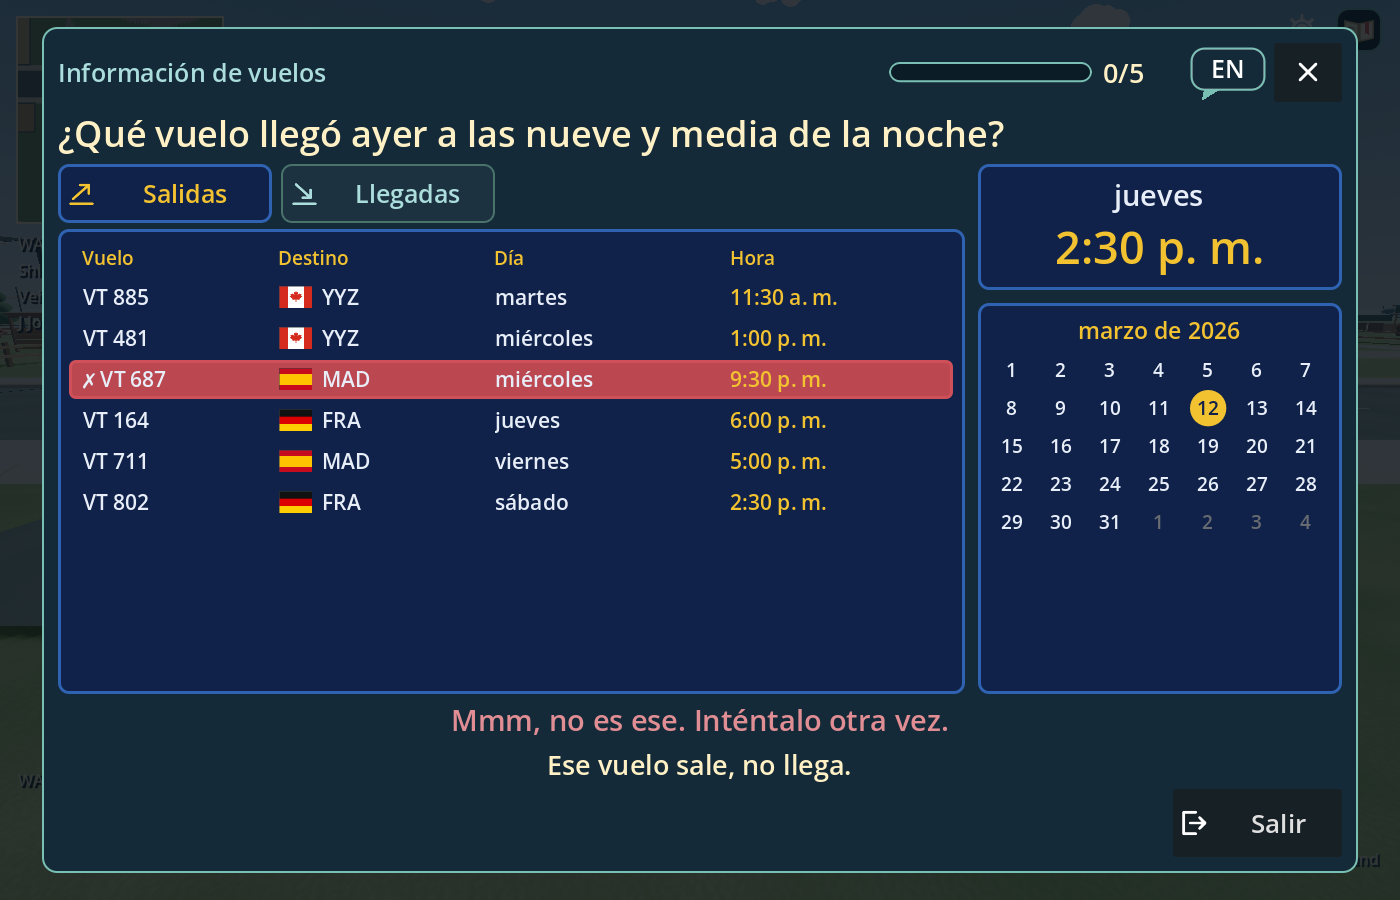 Información de vuelos
0/5
EN
¿Qué vuelo llegó ayer a las nueve y media de la noche?
Salidas
Llegadas
Vuelo Destino Día Hora
VT 885 YYZ martes 11:30 a. m.
VT 481 YYZ miércoles 1:00 p. m.
✗ VT 687 MAD miércoles 9:30 p. m.
VT 164 FRA jueves 6:00 p. m.
VT 711 MAD viernes 5:00 p. m.
VT 802 FRA sábado 2:30 p. m.
jueves
2:30 p. m.
marzo de 2026
1 2 3 4 5 6 7
8 9 10 11 12 13 14
15 16 17 18 19 20 21
22 23 24 25 26 27 28
29 30 31 1 2 3 4
Mmm, no es ese. Inténtalo otra vez.
Ese vuelo sale, no llega.
Salir